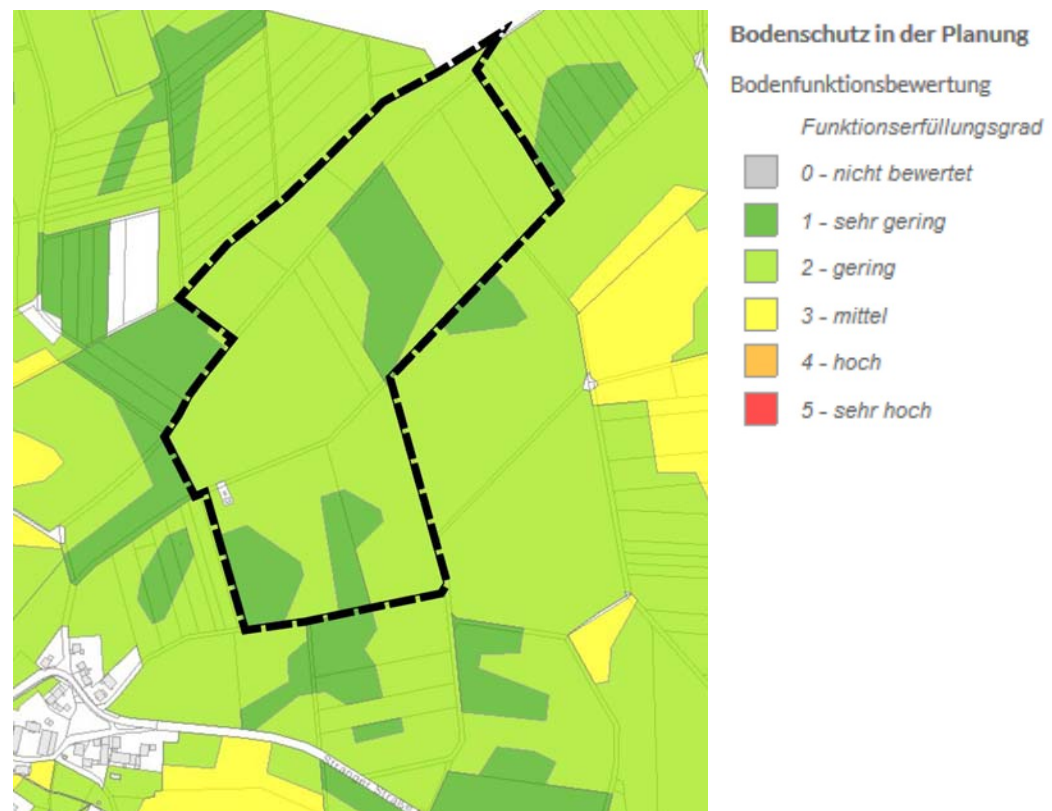 Bodenschutz in der Planung
Bodenfunktionsbewertung
Funktionserfüllungsgrad
0 - nicht bewertet
1 - sehr gering
2 - gering
3 - mittel
4 - hoch
5 - sehr hoch